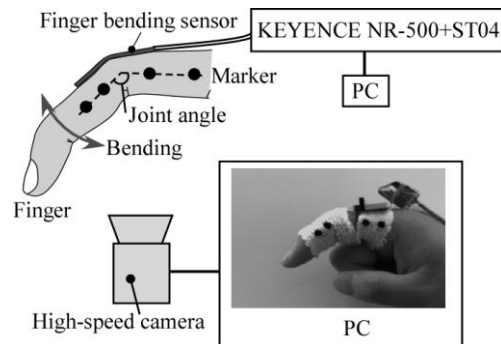 Finger bending sensor
KEYENCE NR-500+ST04
Marker
PC
Joint angle
Bending
Finger
High-speed camera
PC